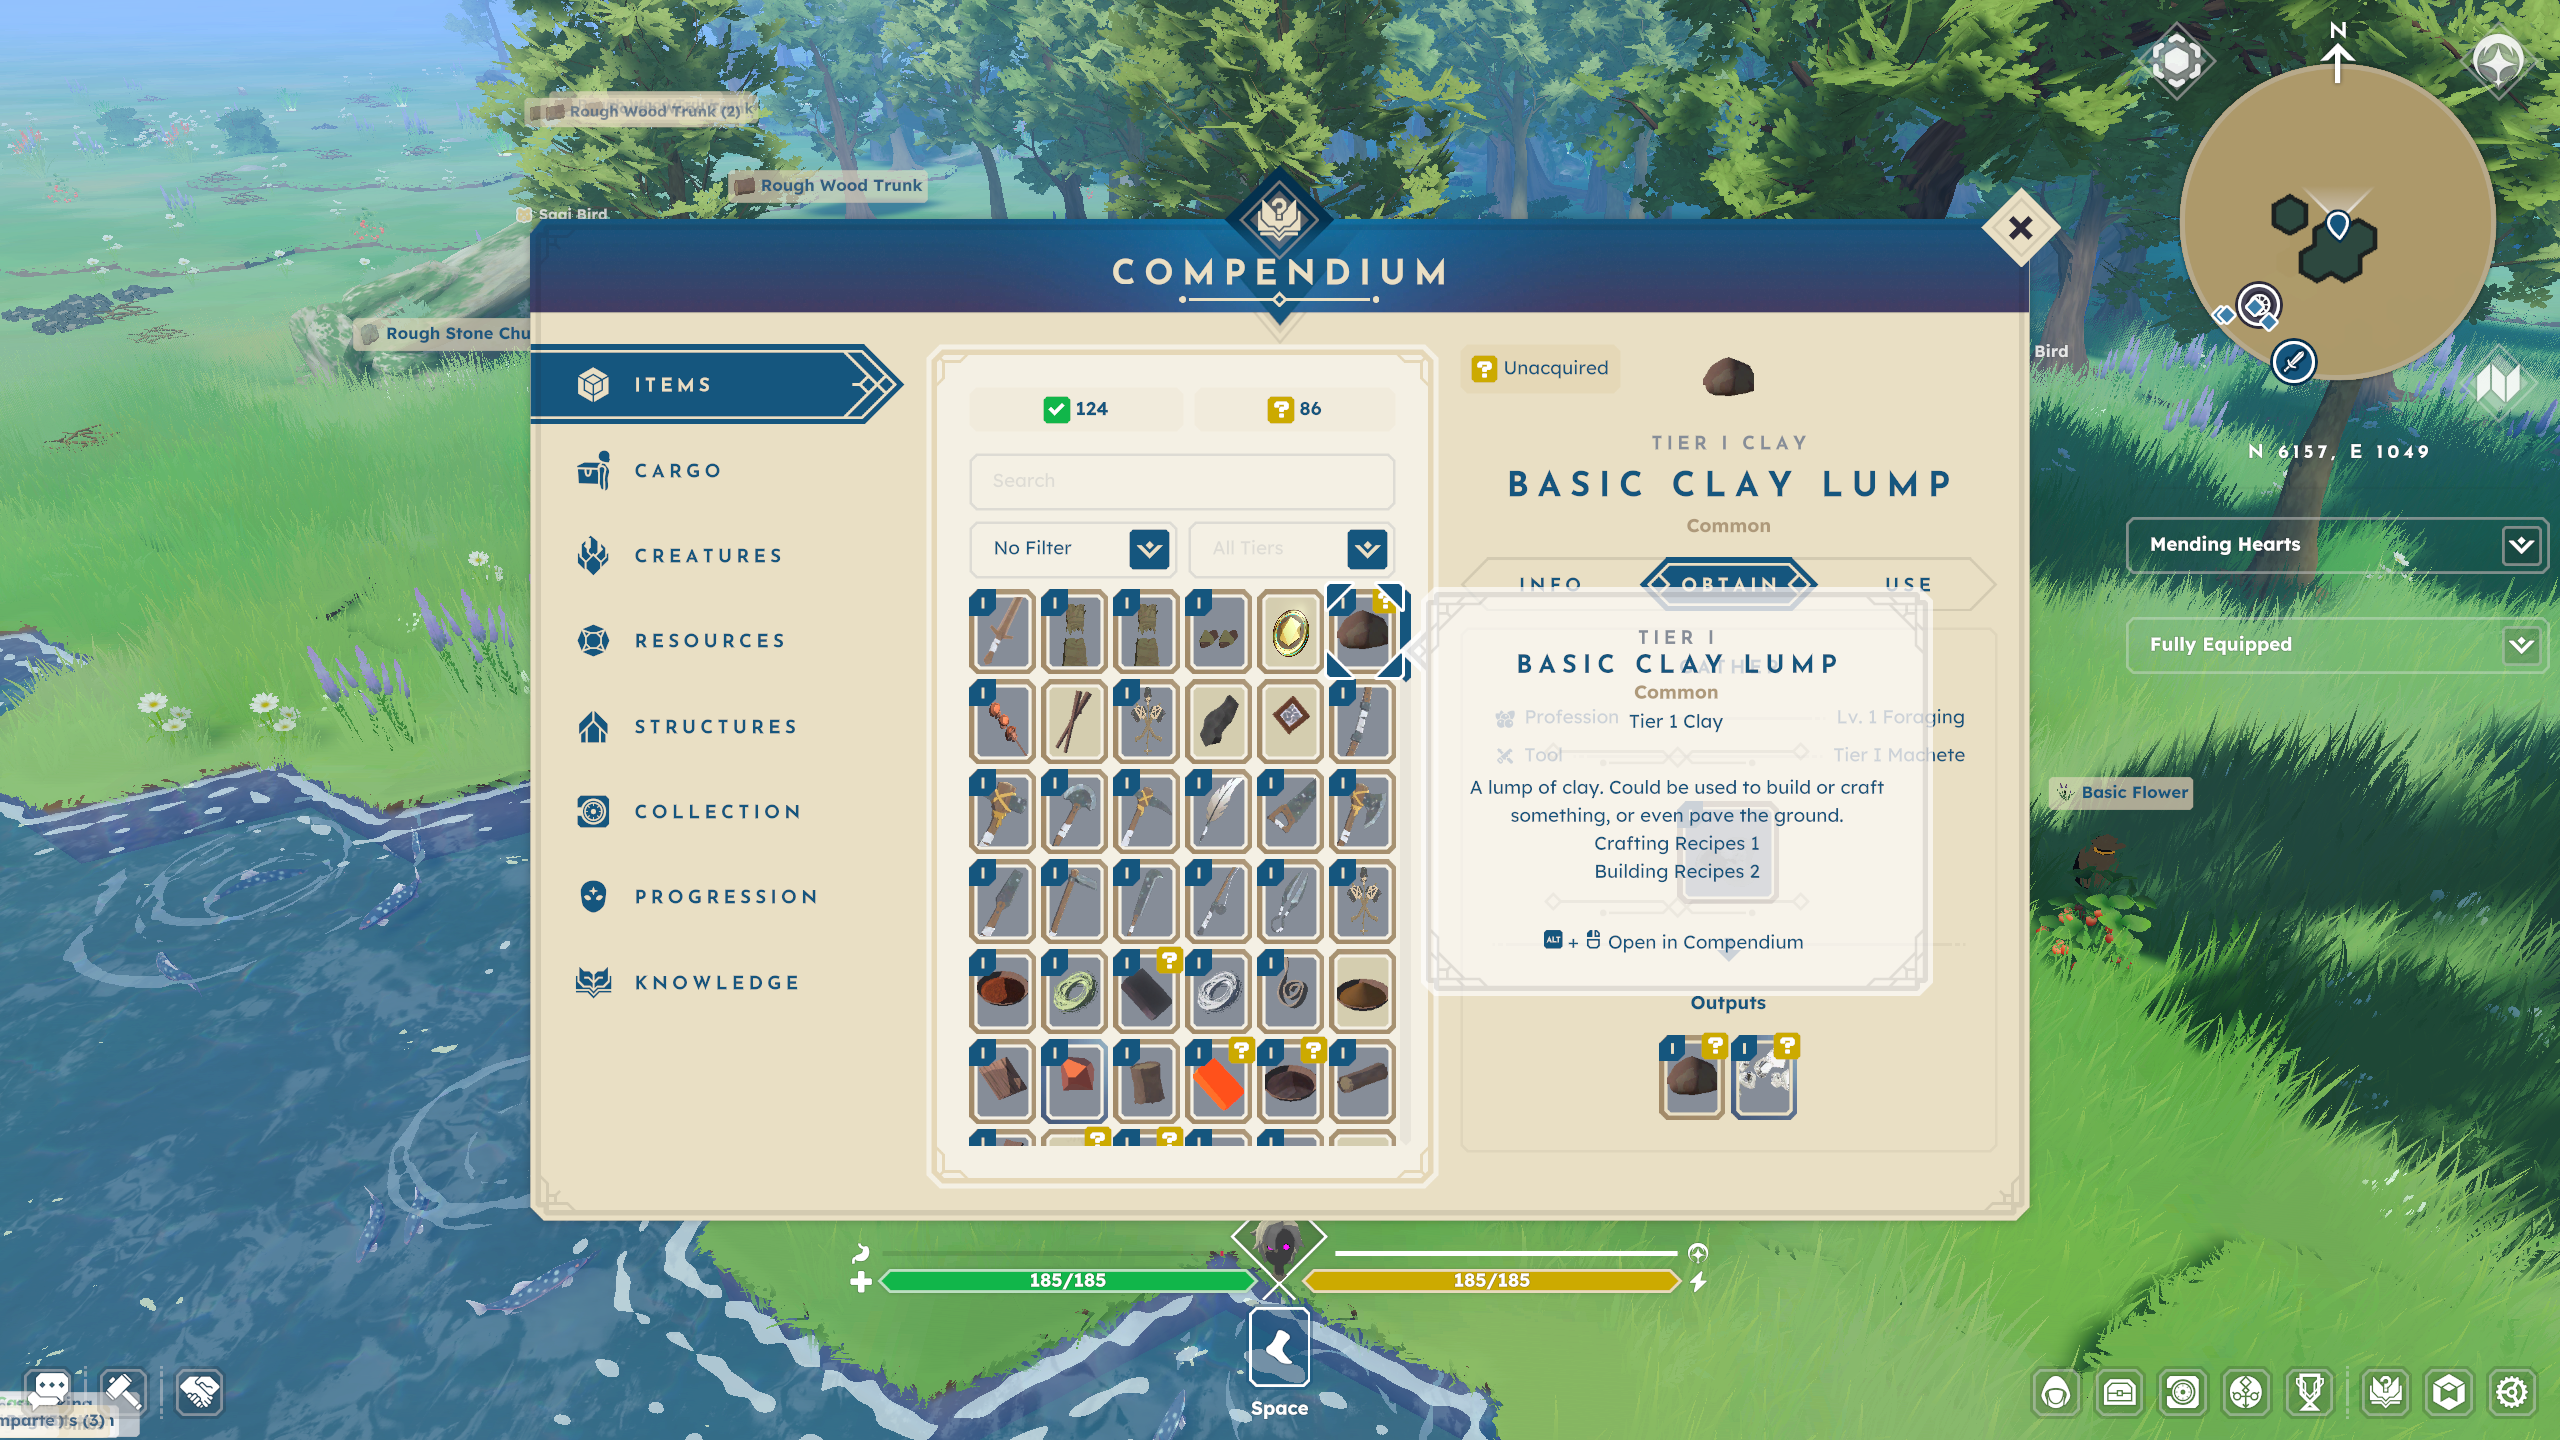 N
Rough Wood Trunk (2)
Rough Wood Trunk
Sagi Bird
COMPENDIUM
Rough Stone Chu
Bird
ITEMS
CARGO
CREATURES
RESOURCES
STRUCTURES
COLLECTION
PROGRESSION
KNOWLEDGE
124
86
Search
No Filter
All Tiers
Unacquired
TIER I CLAY
BASIC CLAY LUMP
Common
INFO
OBTAIN
USE
TIER I
BASIC CLAY LUMP
Common
Profession
Tier 1 Clay
Lv. 1 Foraging
Tool
Tier I Machete
A lump of clay. Could be used to build or craft
something, or even pave the ground.
Crafting Recipes 1
Building Recipes 2
ALT + Open in Compendium
Outputs
N 6157, E 1049
Mending Hearts
Fully Equipped
Basic Flower
185/185
185/185
Space